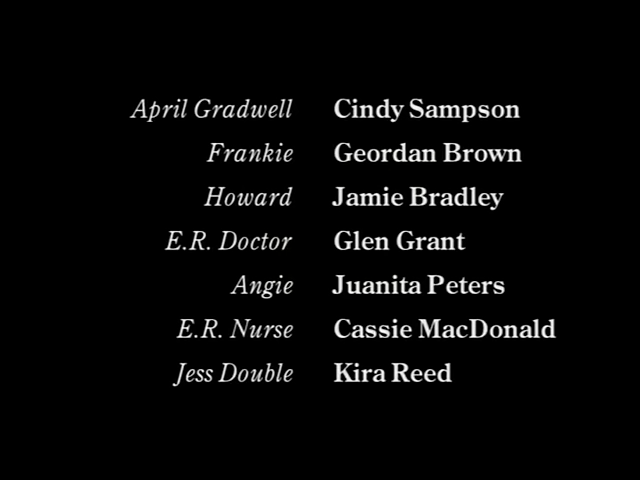 April Gradwell Cindy Sampson
Frankie Geordan Brown
Howard Jamie Bradley
E.R. Doctor Glen Grant
Angie Juanita Peters
E.R. Nurse Cassie MacDonald
Jess Double Kira Reed